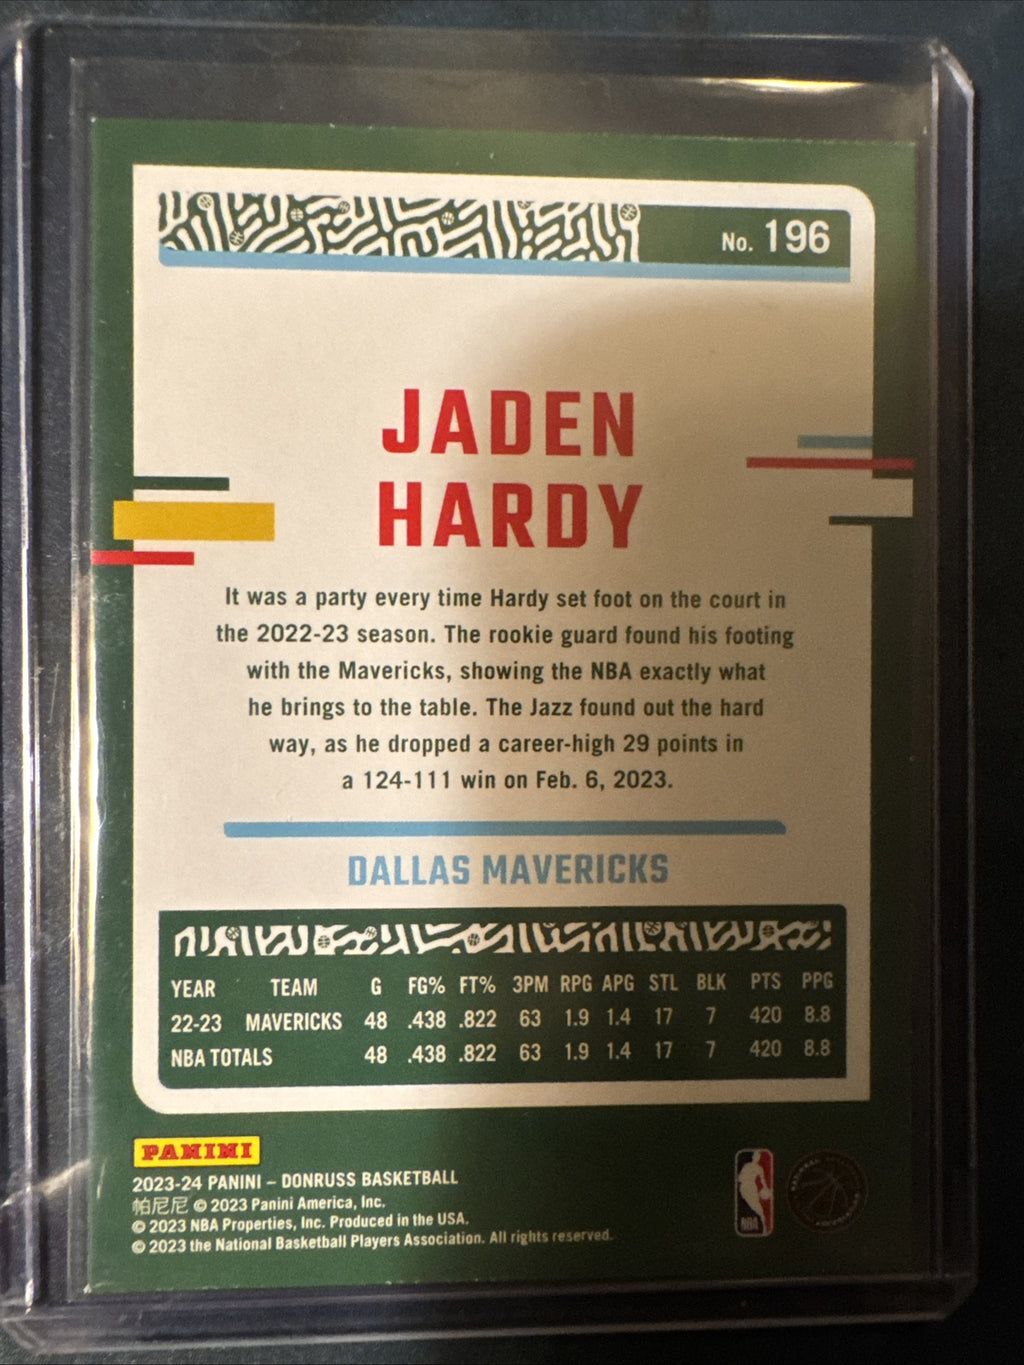 No. 196
JADEN
HARDY
It was a party every time Hardy set foot on the court in
the 2022-23 season. The rookie guard found his footing
with the Mavericks, showing the NBA exactly what
he brings to the table. The Jazz found out the hard
way, as he dropped a career-high 29 points in
a 124-111 win on Feb. 6, 2023.
DALLAS MAVERICKS
YEAR TEAM G FG% FT% 3PM RPG APG STL BLK PTS PPG
22-23 MAVERICKS 48 .438 .822 63 1.9 1.4 17 7 420 8.8
NBA TOTALS 48 .438 .822 63 1.9 1.4 17 7 420 8.8
PANINI
2023-24 PANINI – DONRUSS BASKETBALL
帕尼尼 © 2023 Panini America, Inc.
© 2023 NBA Properties, Inc. Produced in the USA.
© 2023 the National Basketball Players Association. All rights reserved.
NBA